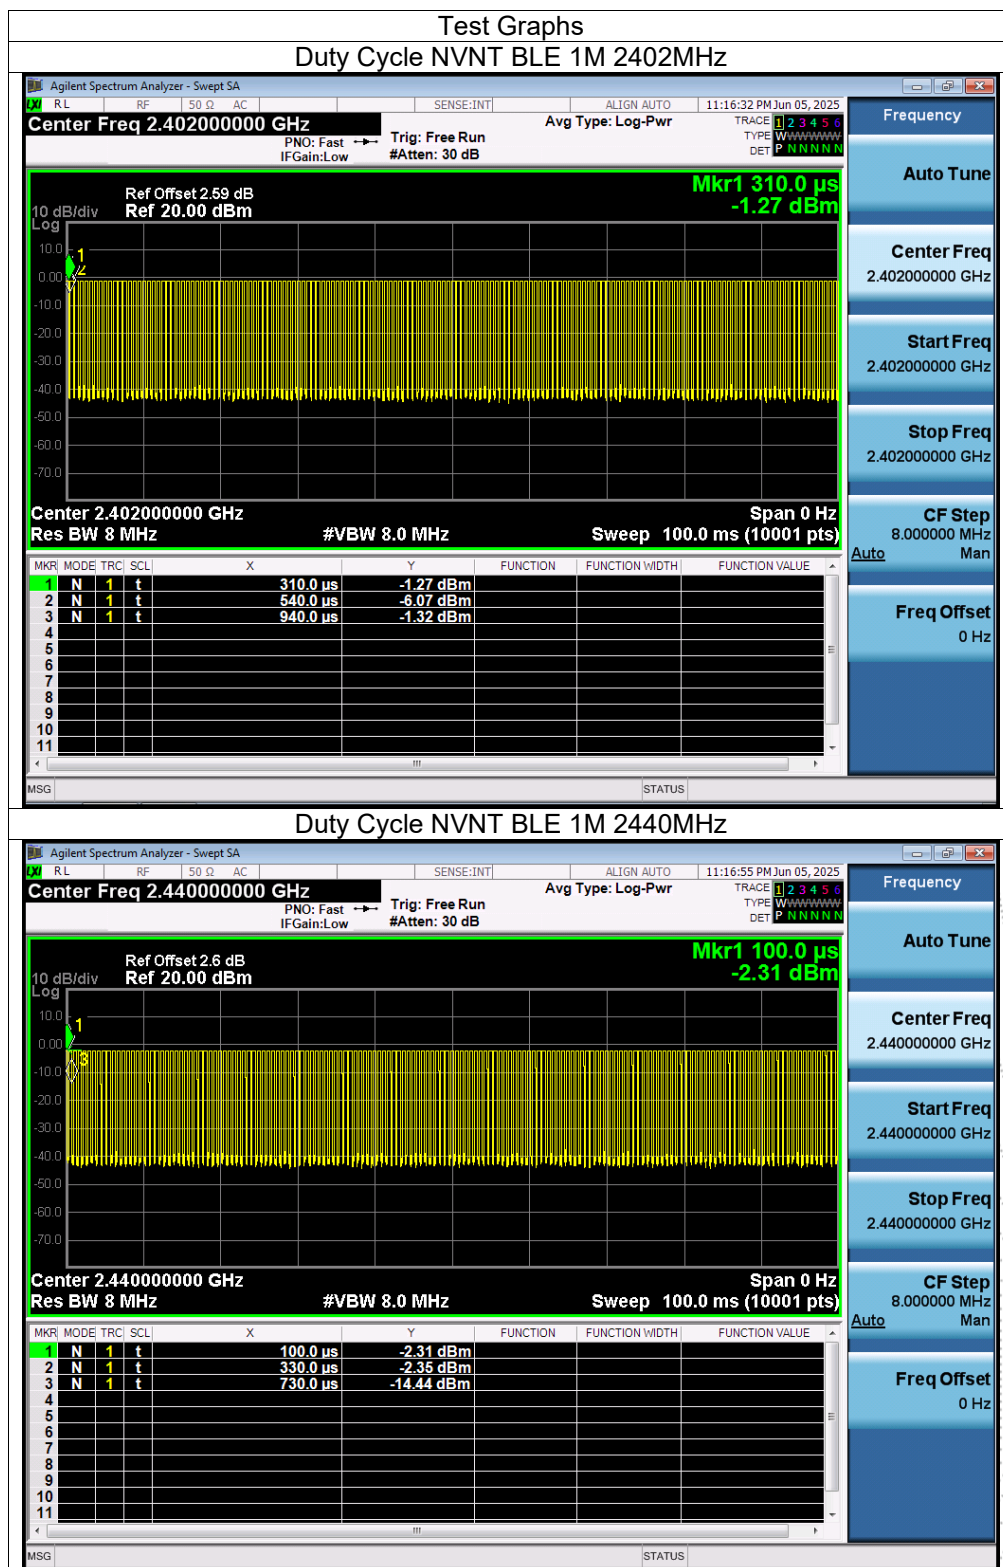 Test Graphs
Duty Cycle NVNT BLE 1M 2402MHz
Agilent Spectrum Analyzer - Swept SA
LXI RL RF 50 Ω AC SENSE:INT ALIGN AUTO 11:16:32 PM Jun 05, 2025
Center Freq 2.402000000 GHz
PNO: Fast
IFGain:Low
Trig: Free Run
#Atten: 30 dB
Avg Type: Log-Pwr
TRACE 1 2 3 4 5 6
TYPE WWWWWW
DET P N N N N N
Ref Offset 2.59 dB
10 dB/div Ref 20.00 dBm
Log
Mkr1 310.0 µs
-1.27 dBm
10.0
0.00
-10.0
-20.0
-30.0
-40.0
-50.0
-60.0
-70.0
1
2
Center 2.402000000 GHz Span 0 Hz
Res BW 8 MHz #VBW 8.0 MHz Sweep 100.0 ms (10001 pts)
MKR MODE TRC SCL X Y FUNCTION FUNCTION WIDTH FUNCTION VALUE
1 N 1 t 310.0 µs -1.27 dBm
2 N 1 t 540.0 µs -6.07 dBm
3 N 1 t 940.0 µs -1.32 dBm
4
5
6
7
8
9
10
11
MSG STATUS
Frequency
Auto Tune
Center Freq
2.402000000 GHz
Start Freq
2.402000000 GHz
Stop Freq
2.402000000 GHz
CF Step
8.000000 MHz
Auto Man
Freq Offset
0 Hz
Duty Cycle NVNT BLE 1M 2440MHz
Agilent Spectrum Analyzer - Swept SA
LXI RL RF 50 Ω AC SENSE:INT ALIGN AUTO 11:16:55 PM Jun 05, 2025
Center Freq 2.440000000 GHz
PNO: Fast
IFGain:Low
Trig: Free Run
#Atten: 30 dB
Avg Type: Log-Pwr
TRACE 1 2 3 4 5 6
TYPE WWWWWW
DET P N N N N N
Ref Offset 2.6 dB
10 dB/div Ref 20.00 dBm
Log
Mkr1 100.0 µs
-2.31 dBm
10.0
0.00
-10.0
-20.0
-30.0
-40.0
-50.0
-60.0
-70.0
1
3
Center 2.440000000 GHz Span 0 Hz
Res BW 8 MHz #VBW 8.0 MHz Sweep 100.0 ms (10001 pts)
MKR MODE TRC SCL X Y FUNCTION FUNCTION WIDTH FUNCTION VALUE
1 N 1 t 100.0 µs -2.31 dBm
2 N 1 t 330.0 µs -2.35 dBm
3 N 1 t 730.0 µs -14.44 dBm
4
5
6
7
8
9
10
11
MSG STATUS
Frequency
Auto Tune
Center Freq
2.440000000 GHz
Start Freq
2.440000000 GHz
Stop Freq
2.440000000 GHz
CF Step
8.000000 MHz
Auto Man
Freq Offset
0 Hz